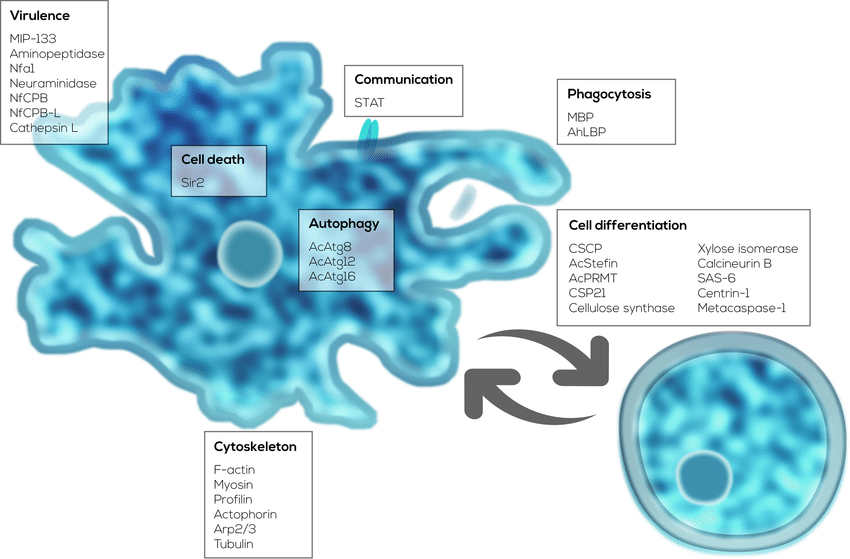 Virulence
MIP-133
Aminopeptidase
Nfa1
Neuraminidase
NfCPB
NfCPB-L
Cathepsin L
Communication
STAT
Phagocytosis
MBP
AhLBP
Cell death
Sir2
Autophagy
AcAtg8
AcAtg12
AcAtg16
Cell differentiation
CSCP
AcStefin
AcPRMT
CSP21
Cellulose synthase
Xylose isomerase
Calcineurin B
SAS-6
Centrin-1
Metacaspase-1
Cytoskeleton
F-actin
Myosin
Profilin
Actophorin
Arp2/3
Tubulin